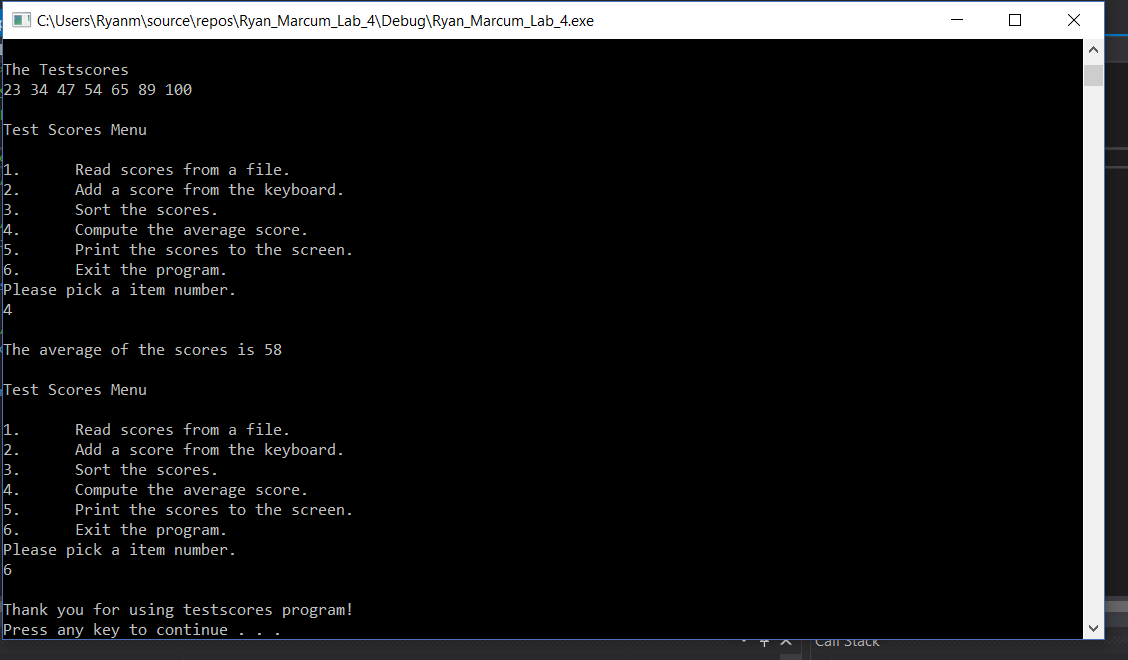 C:\Users\Ryanm\source\repos\Ryan_Marcum_Lab_4\Debug\Ryan_Marcum_Lab_4.exe
The Testscores
23 34 47 54 65 89 100
Test Scores Menu
1.      Read scores from a file.
2.      Add a score from the keyboard.
3.      Sort the scores.
4.      Compute the average score.
5.      Print the scores to the screen.
6.      Exit the program.
Please pick a item number.
4
The average of the scores is 58
Test Scores Menu
1.      Read scores from a file.
2.      Add a score from the keyboard.
3.      Sort the scores.
4.      Compute the average score.
5.      Print the scores to the screen.
6.      Exit the program.
Please pick a item number.
6
Thank you for using testscores program!
Press any key to continue . . .
Call Stack